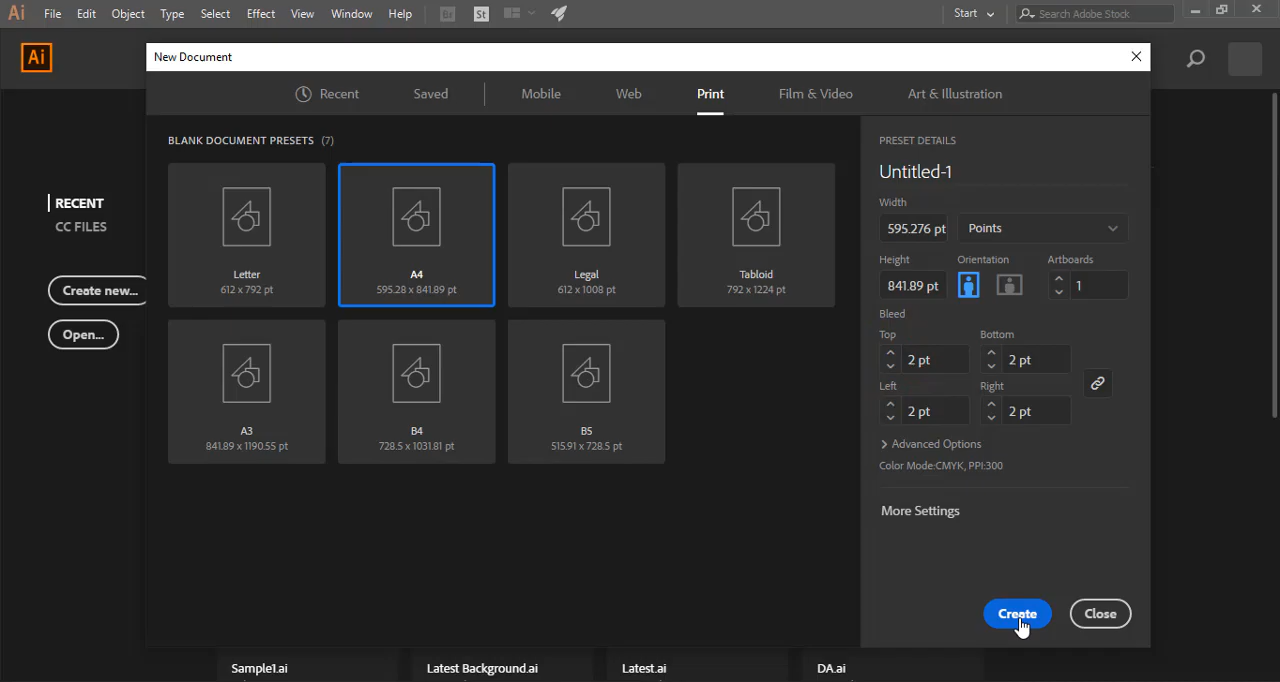 Ai File Edit Object Type Select Effect View Window Help Br St Start Search Adobe Stock
Ai
New Document
Recent Saved Mobile Web Print Film & Video Art & Illustration
BLANK DOCUMENT PRESETS (7)
Letter
612 x 792 pt
A4
595.28 x 841.89 pt
Legal
612 x 1008 pt
Tabloid
792 x 1224 pt
A3
841.89 x 1190.55 pt
B4
728.5 x 1031.81 pt
B5
515.91 x 728.5 pt
RECENT
CC FILES
Create new...
Open...
PRESET DETAILS
Untitled-1
Width
595.276 pt Points
Height Orientation Artboards
841.89 pt 1
Bleed
Top Bottom
2 pt 2 pt
Left Right
2 pt 2 pt
Advanced Options
Color Mode:CMYK, PPI:300
More Settings
Create Close
Sample1.ai Latest Background.ai Latest.ai DA.ai